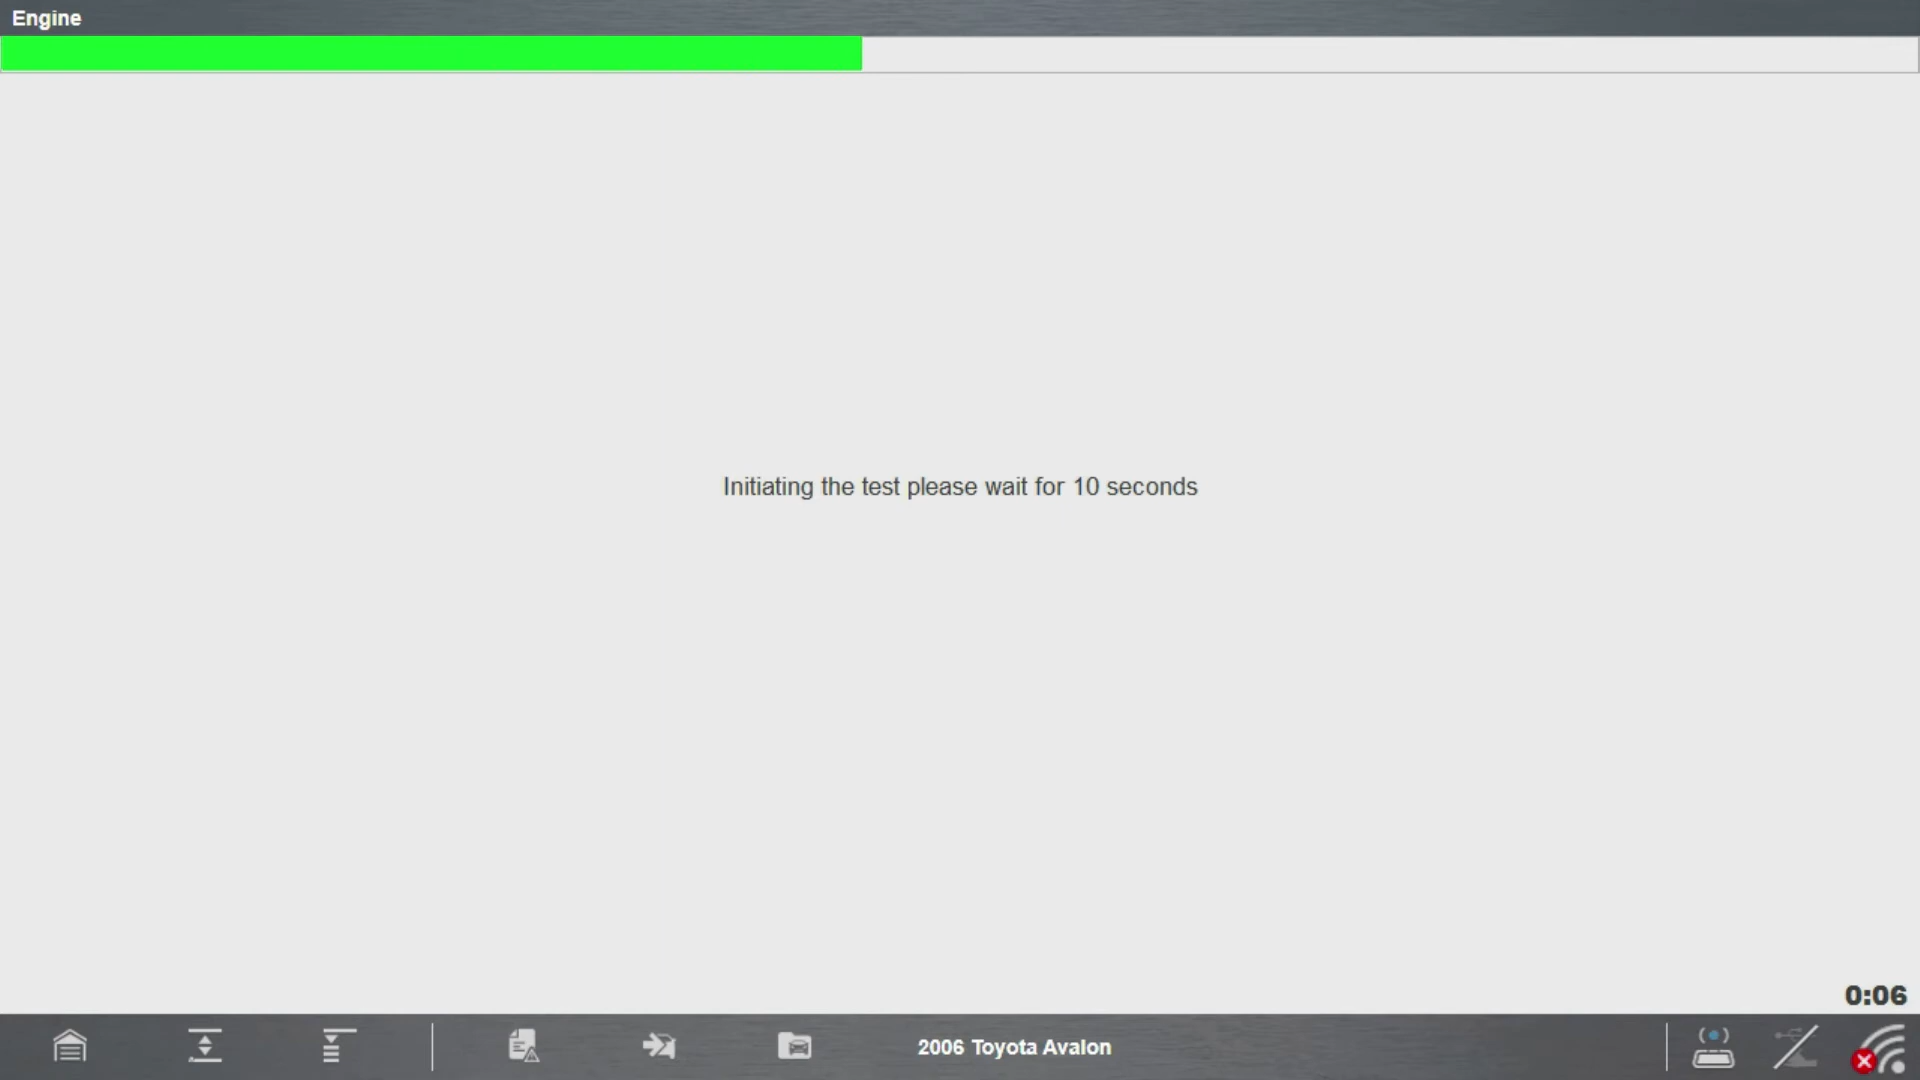 Engine
Initiating the test please wait for 10 seconds
0:06
2006 Toyota Avalon